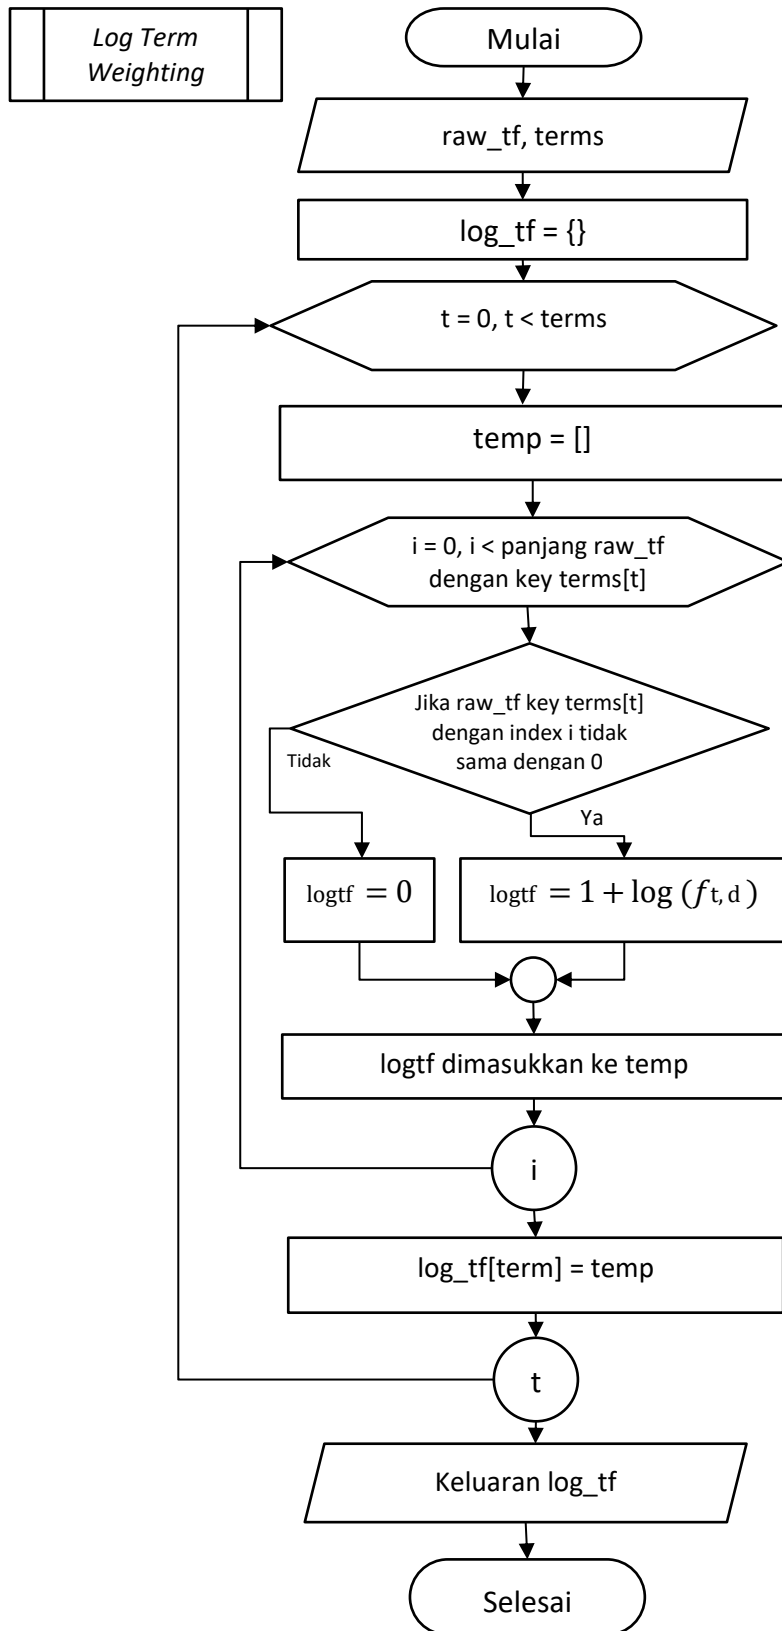 Log Term
Weighting
Mulai
raw_tf, terms
log_tf = {}
t = 0, t < terms
temp = []
i = 0, i < panjang raw_tf
dengan key terms[t]
Jika raw_tf key terms[t]
dengan index i tidak
sama dengan 0
Tidak
Ya
logtf = 0
logtf = 1 + log (f t, d )
logtf dimasukkan ke temp
i
log_tf[term] = temp
t
Keluaran log_tf
Selesai